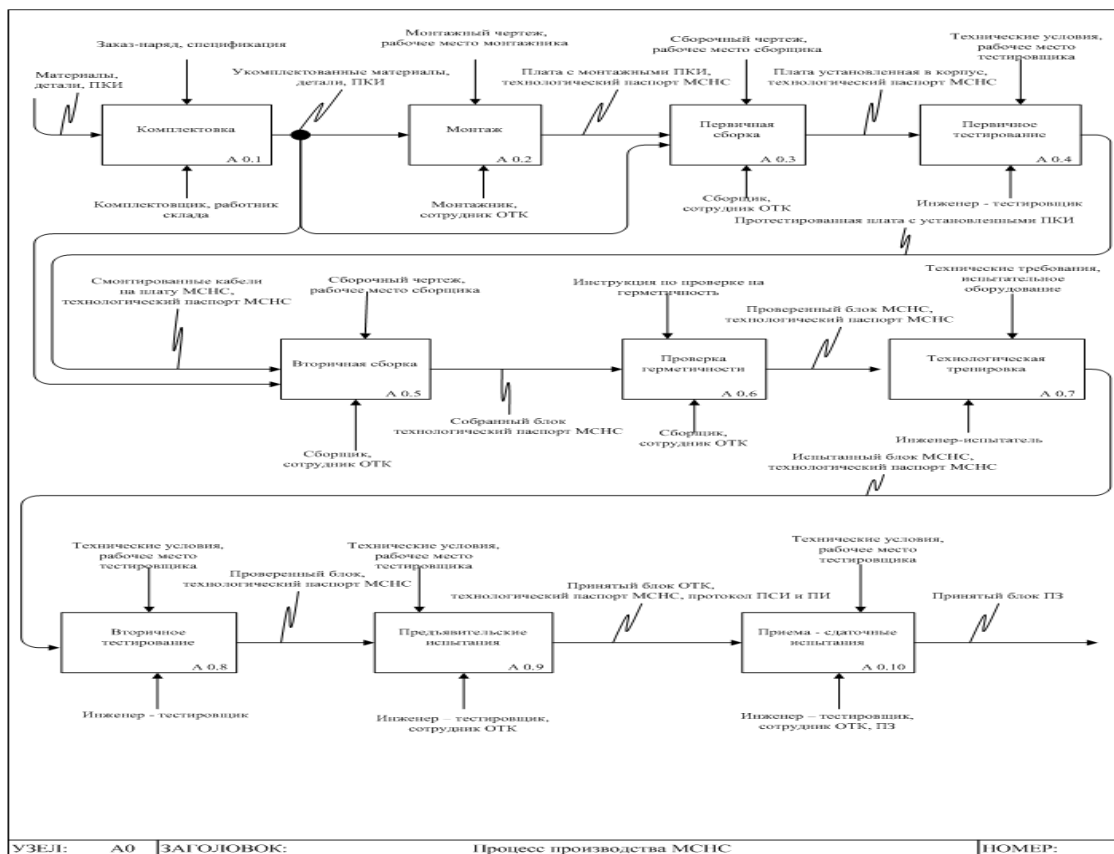 Заказ-наряд, спецификация
Монтажный чертеж,
рабочее место монтажника
Сборочный чертеж,
рабочее место сборщика
Технические условия,
рабочее место
тестировщика
Материалы,
детали, ПКИ
Укомплектованные материалы,
детали, ПКИ
Плата с монтажными ПКИ,
технологический
паспорт МСНС
Плата установленная в корпус,
технологический паспорт МСНС
Комплектовка
А 0.1
Монтаж
А 0.2
Первичная
сборка
А 0.3
Первичное
тестирование
А 0.4
Комплектовщик, работник
склада
Монтажник,
сотрудник ОТК
Сборщик,
сотрудник ОТК
Инженер - тестировщик
Протестированная плата с установленными ПКИ
Смонтированные кабели
на плату МСНС,
технологический паспорт МСНС
Сборочный чертеж,
рабочее место сборщика
Инструкция по проверке на
герметичность
Проверенный блок МСНС,
технологический паспорт МСНС
Технические требования,
испытательное
оборудование
Вторичная сборка
А 0.5
Проверка
герметичности
А 0.6
Технологическая
тренировка
А 0.7
Собранный блок
технологический паспорт МСНС
Сборщик,
сотрудник ОТК
Сборщик,
сотрудник ОТК
Инженер-испытатель
Испытанный блок МСНС,
технологический паспорт МСНС
Технические условия,
рабочее место
тестировщика
Проверенный блок,
технологический паспорт МСНС
Технические условия,
рабочее место
тестировщика
Принятый блок ОТК,
технологический паспорт МСНС, протокол ПСИ и ПИ
Технические условия,
рабочее место
тестировщика
Принятый блок ПЗ
Вторичное
тестирование
А 0.8
Предъявительские
испытания
А 0.9
Приема - сдаточные
испытания
А 0.10
Инженер - тестировщик
Инженер – тестировщик,
сотрудник ОТК
Инженер – тестировщик,
сотрудник ОТК, ПЗ
УЗЕЛ: А0 ЗАГОЛОВОК: Процесс производства МСНС НОМЕР: